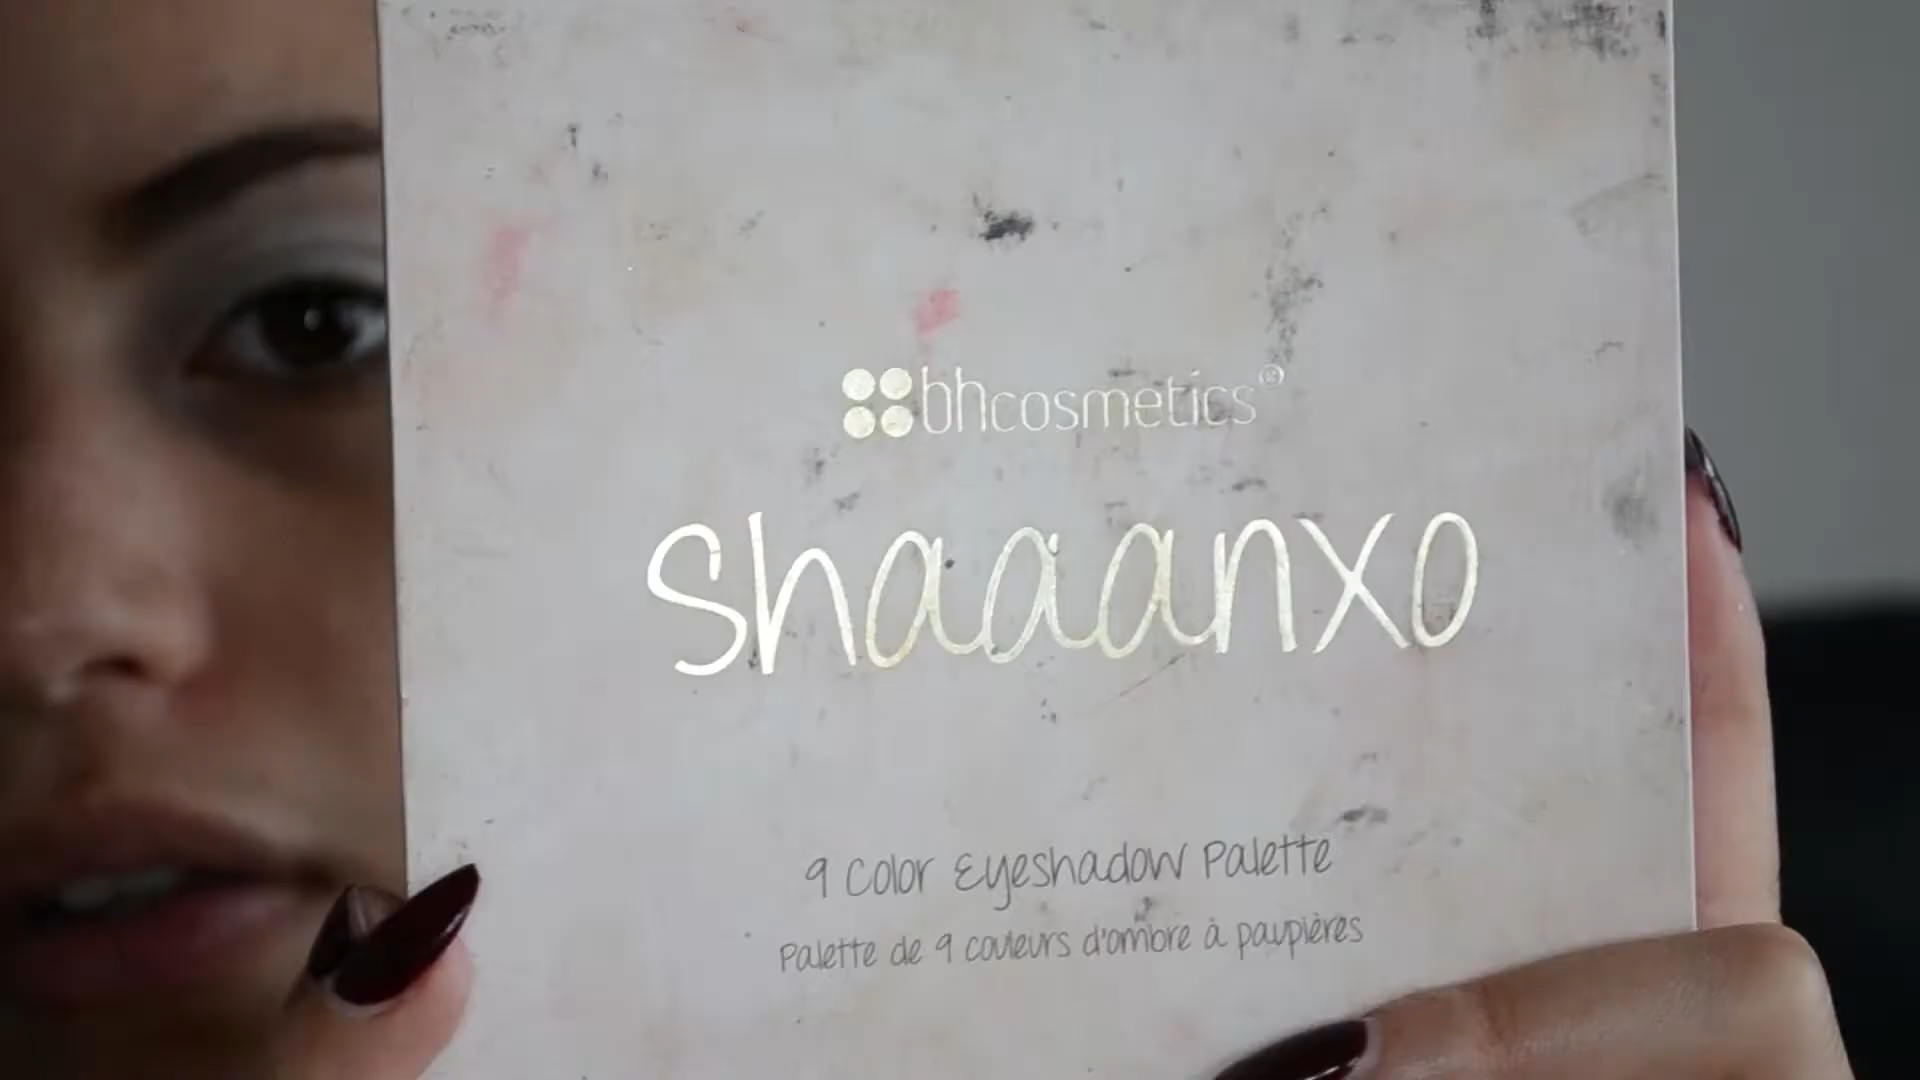 bhcosmetics®
shaaanxo
9 Color Eyeshadow Palette
Palette de 9 couleurs d'ombre à paupières